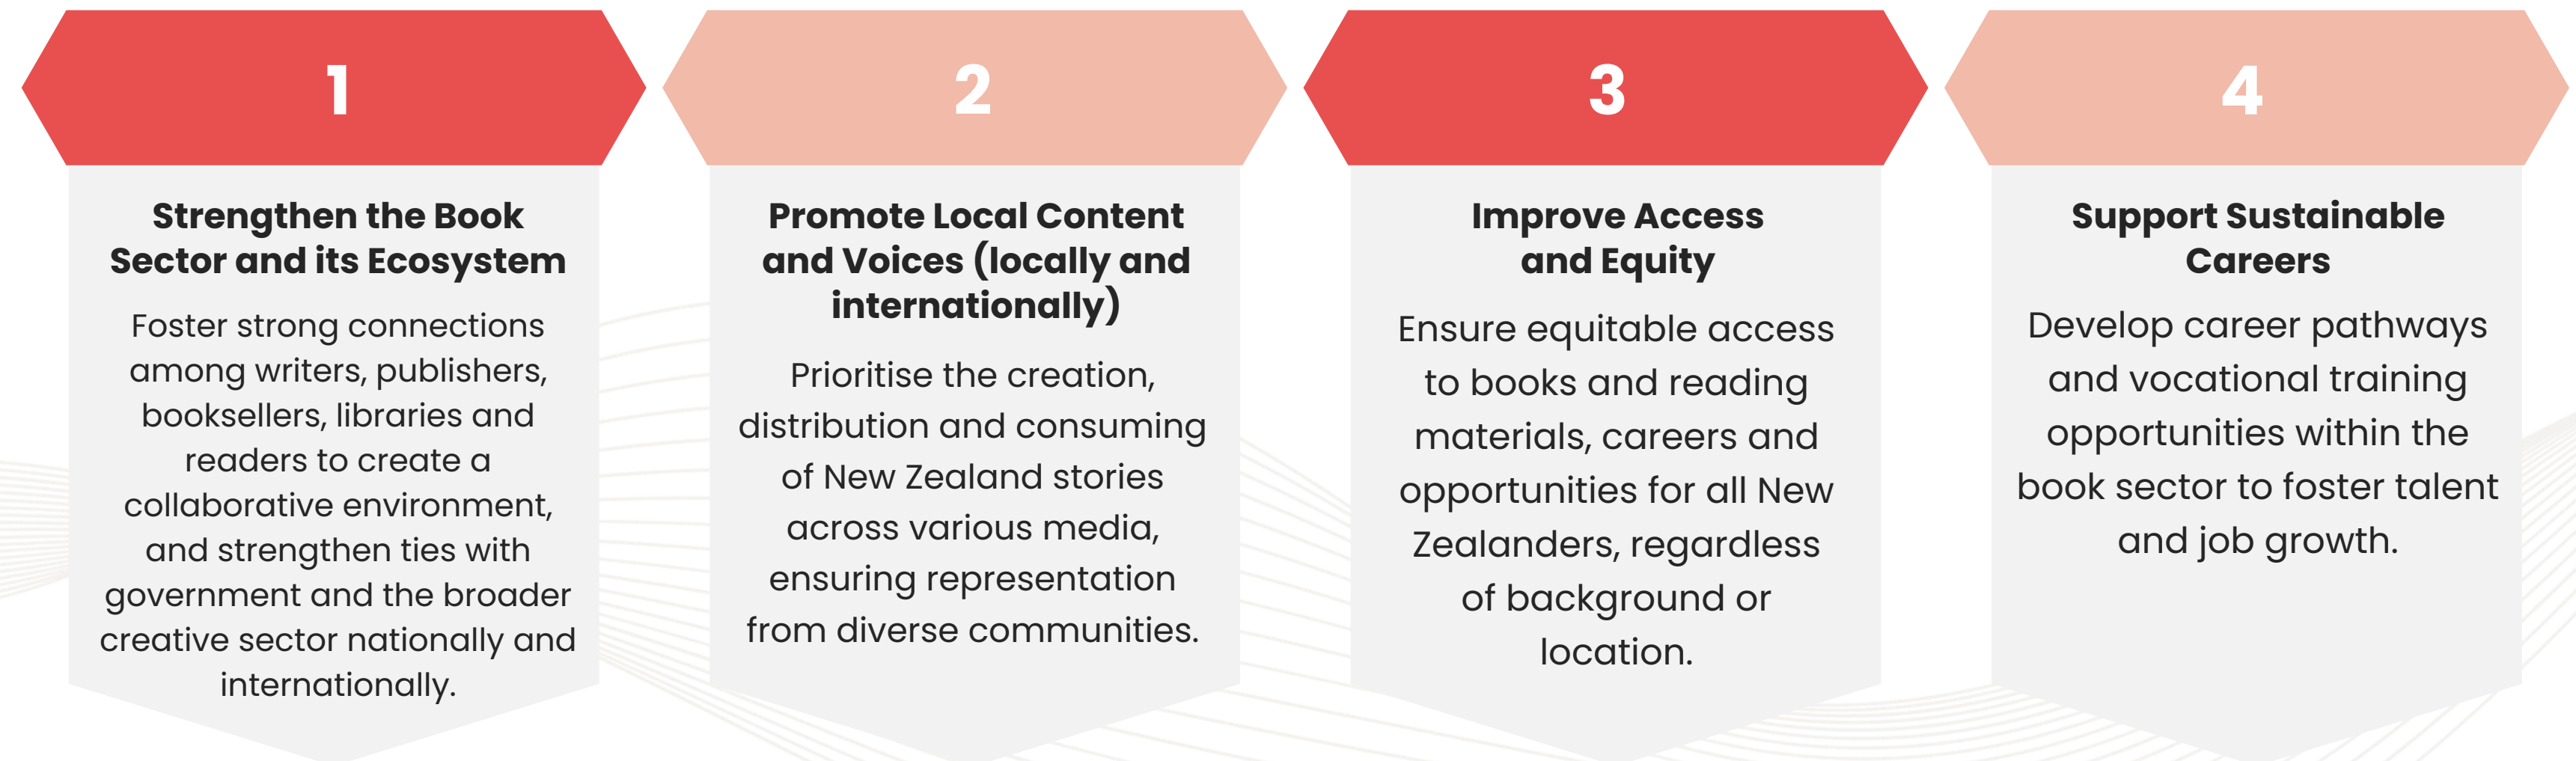 1
Strengthen the Book
Sector and its Ecosystem
Foster strong connections
among writers, publishers,
booksellers, libraries and
readers to create a
collaborative environment,
and strengthen ties with
government and the broader
creative sector nationally and
internationally.
2
Promote Local Content
and Voices (locally and
internationally)
Prioritise the creation,
distribution and consuming
of New Zealand stories
across various media,
ensuring representation
from diverse communities.
3
Improve Access
and Equity
Ensure equitable access
to books and reading
materials, careers and
opportunities for all New
Zealanders, regardless
of background or
location.
4
Support Sustainable
Careers
Develop career pathways
and vocational training
opportunities within the
book sector to foster talent
and job growth.